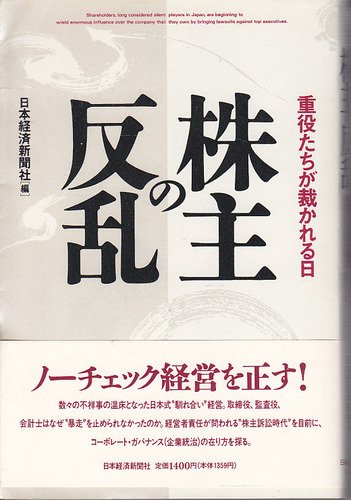 Shareholders, long considered silent players in Japan, are beginning to
wield enormous influence over the company that they own by bringing lawsuits against top executives.
重役たちが裁かれる日
株主の
反乱
日本経済新聞社[編]
ノーチェック経営を正す!
数々の不祥事の温床となった日本式“馴れ合い”経営。取締役、監査役、
会計士はなぜ“暴走”を止められなかったのか。経営者責任が問われる“株主訴訟時代”を目前に、
コーポレート・ガバナンス(企業統治)の在り方を探る。
日本経済新聞社 定価1400円(本体1359円)